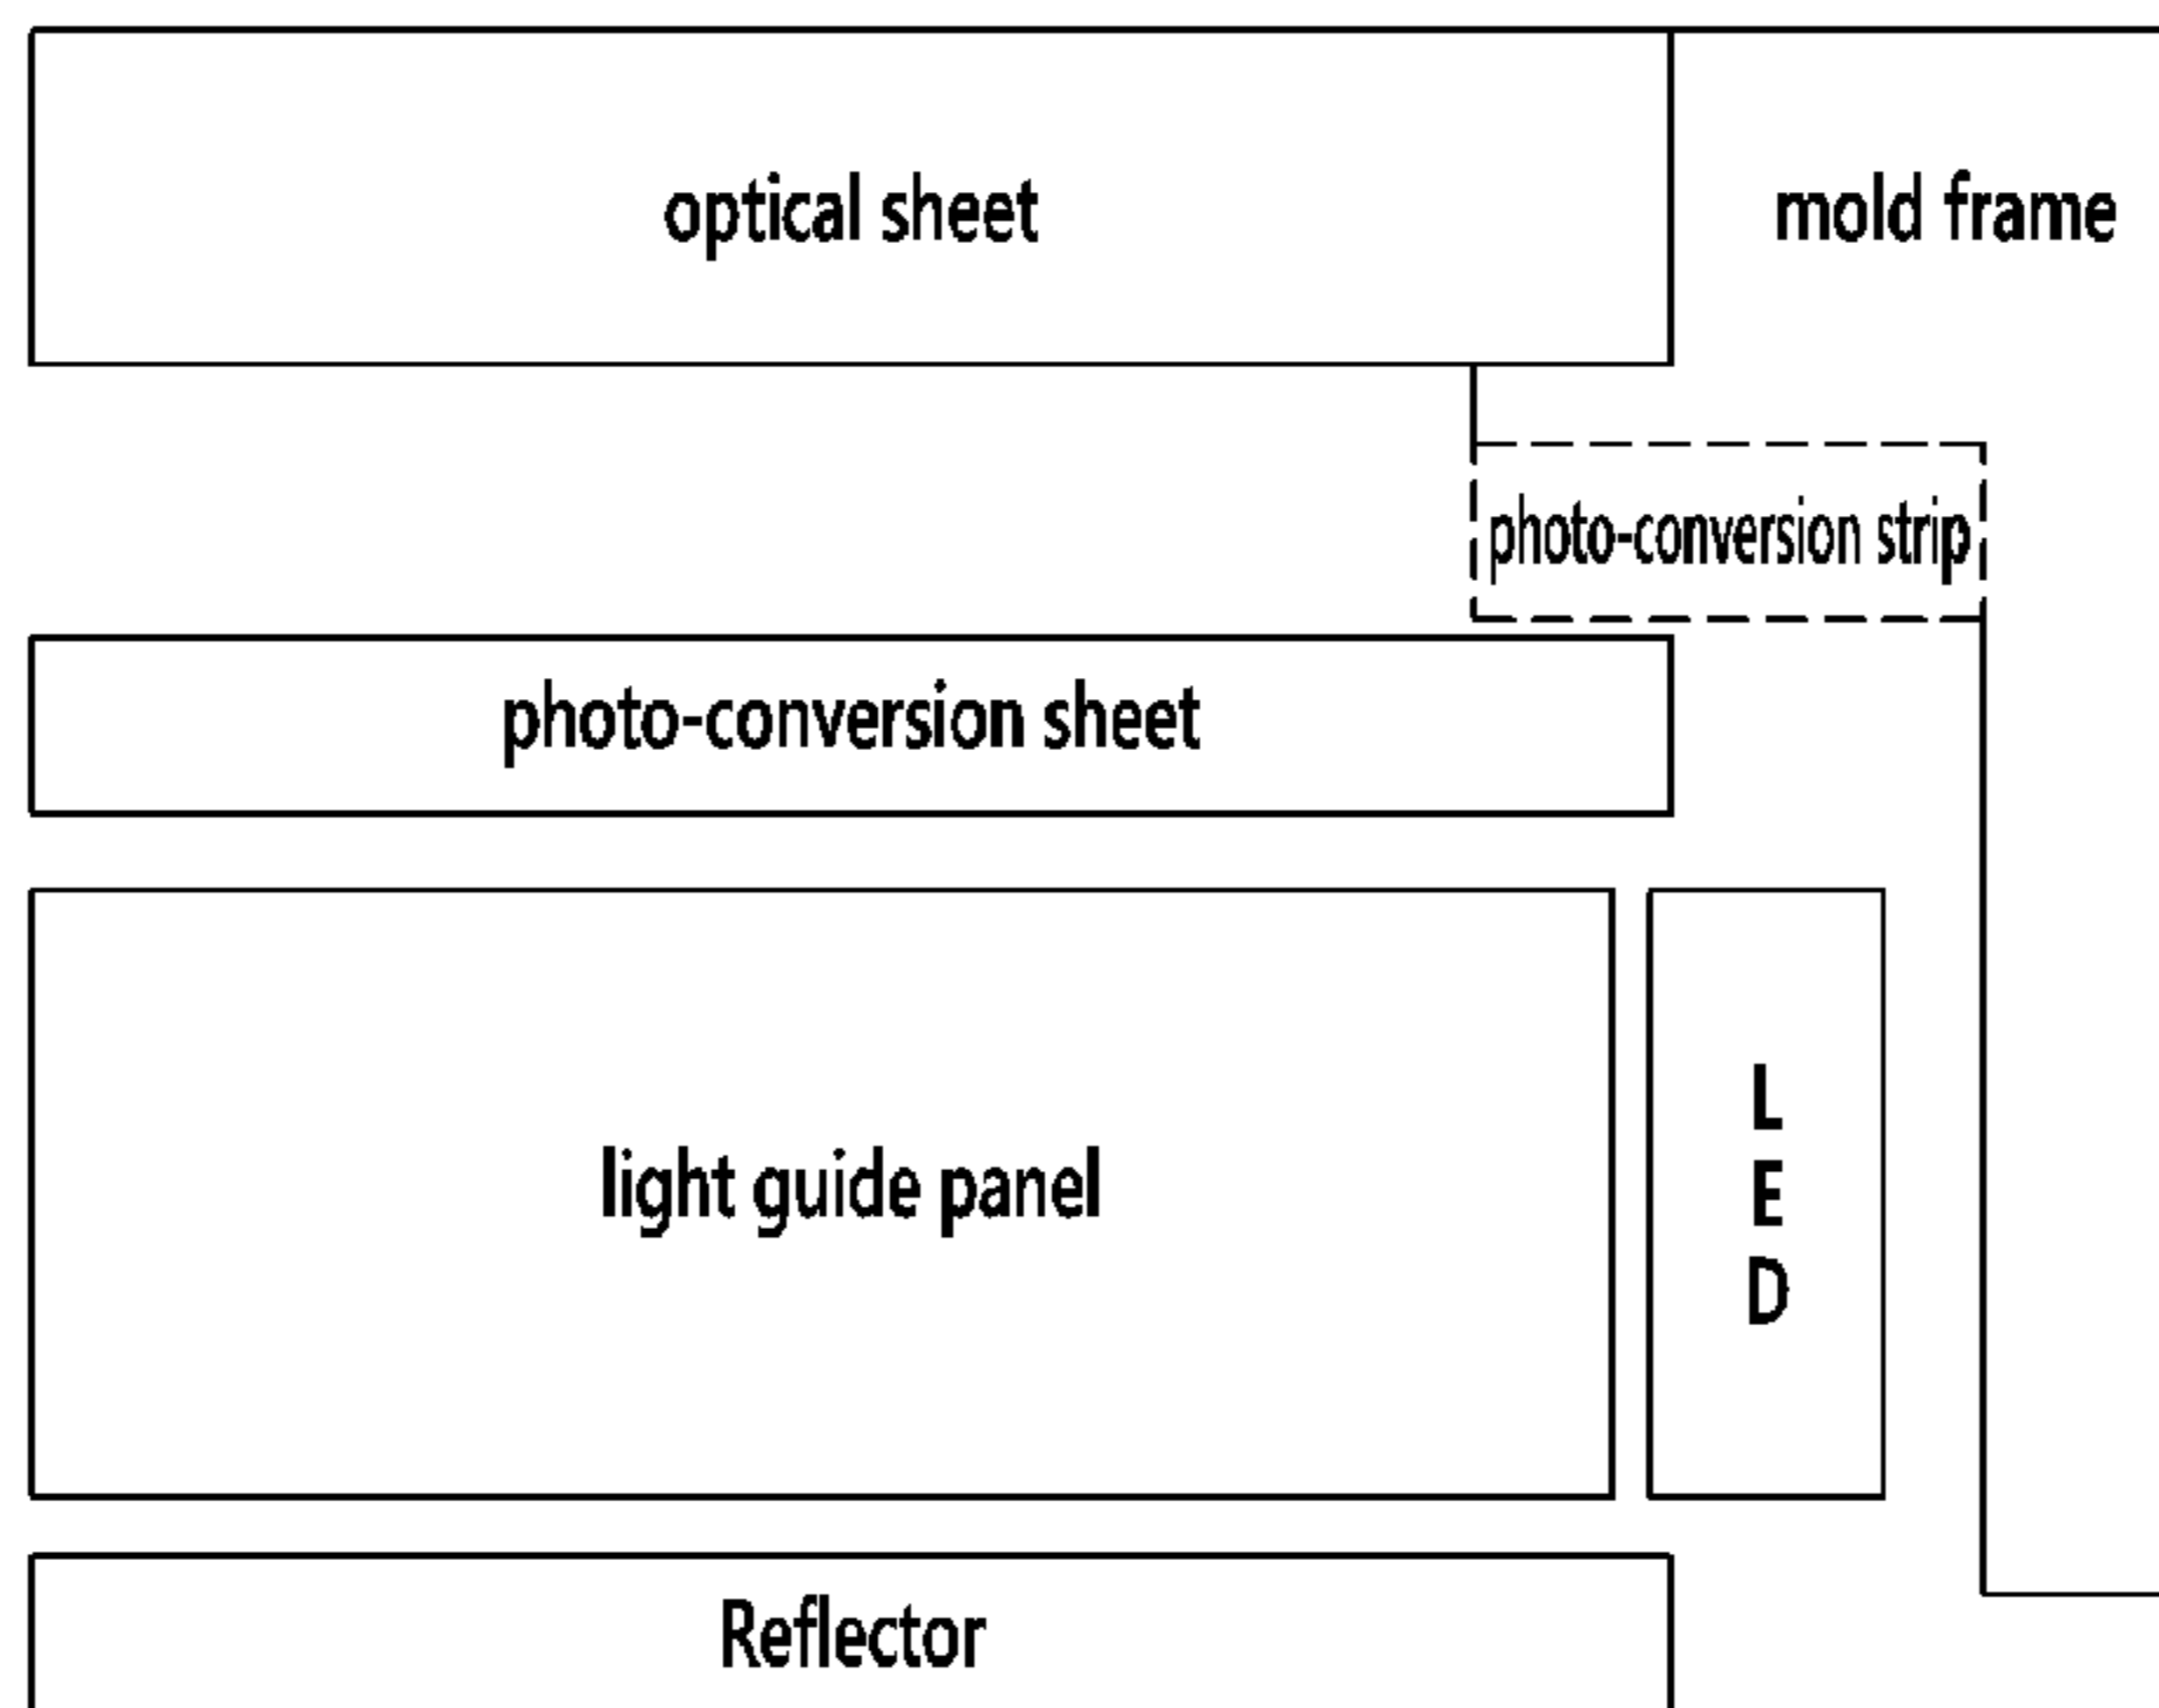 optical sheet
mold frame
photo-conversion strip
photo-conversion sheet
light guide panel
L
E
D
Reflector